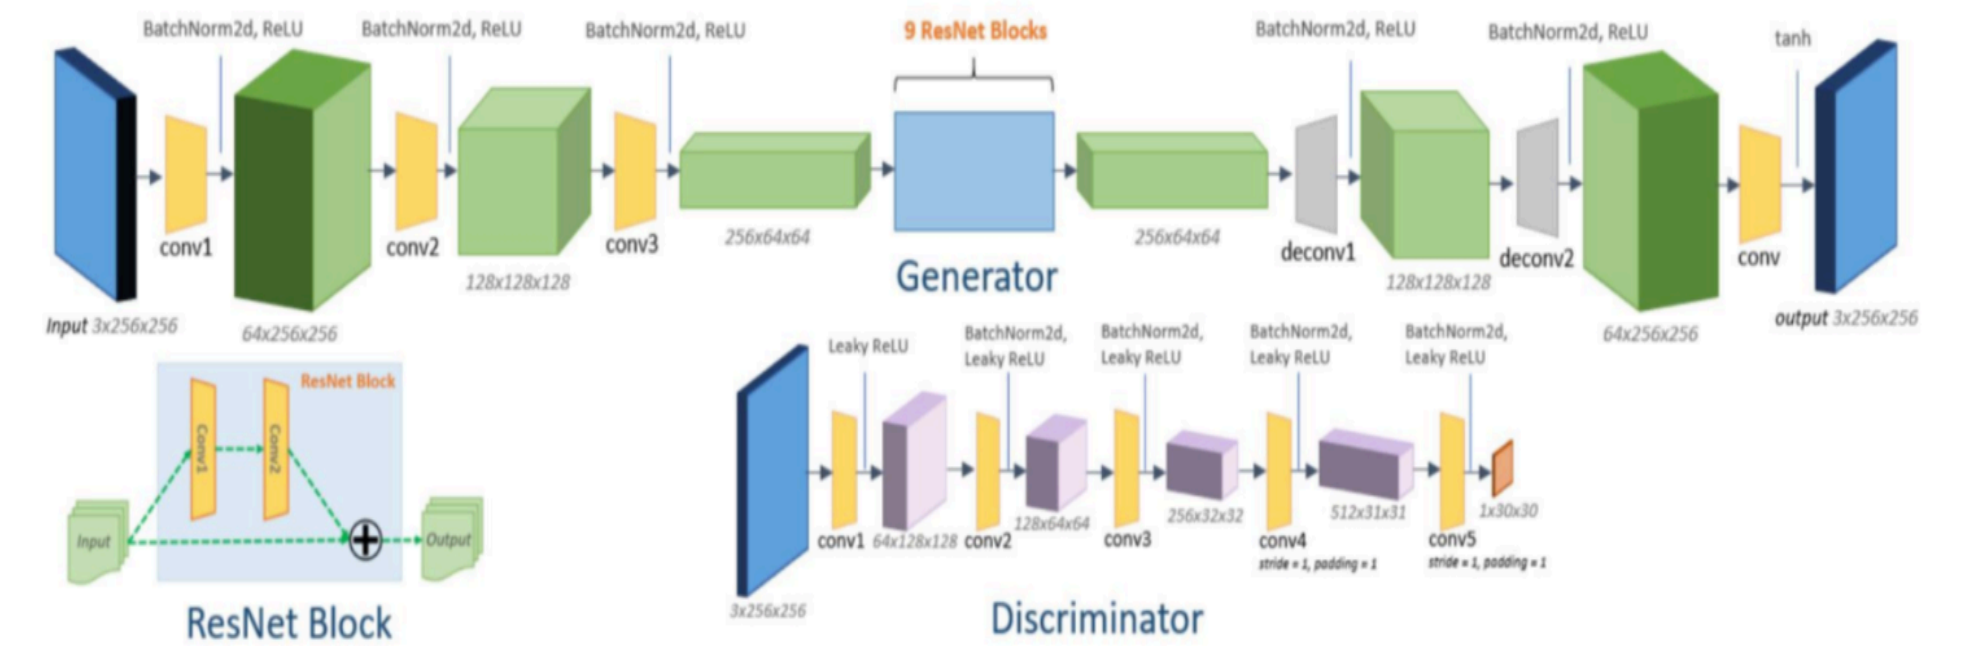 BatchNorm2d, ReLU
BatchNorm2d, ReLU
BatchNorm2d, ReLU
9 ResNet Blocks
BatchNorm2d, ReLU
BatchNorm2d, ReLU
tanh
conv1
conv2
conv3
deconv1
deconv2
conv
Input 3x256x256
64x256x256
128x128x128
256x64x64
256x64x64
128x128x128
64x256x256
output 3x256x256
Generator
ResNet Block
Conv1
Conv2
Input
Output
ResNet Block
Leaky ReLU
BatchNorm2d,
Leaky ReLU
BatchNorm2d,
Leaky ReLU
BatchNorm2d,
Leaky ReLU
BatchNorm2d,
Leaky ReLU
3x256x256
conv1
64x128x128
conv2
128x64x64
conv3
256x32x32
conv4
stride = 1, padding = 1
512x31x31
conv5
stride = 1, padding = 1
1x30x30
Discriminator